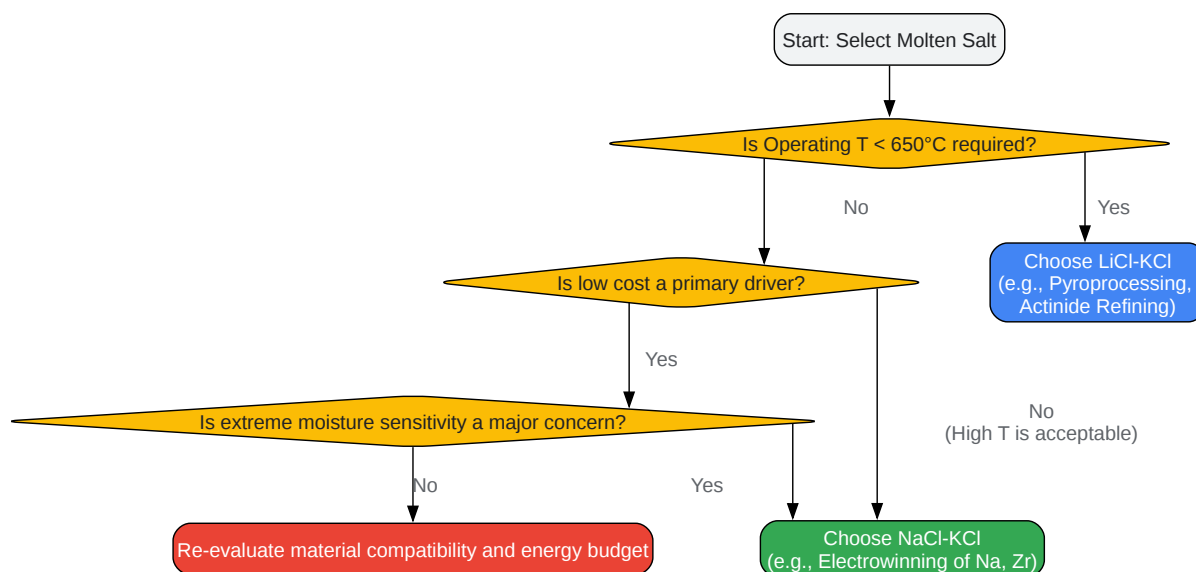 Start: Select Molten Salt
Is Operating T < 650°C required?
No
Yes
Choose LiCl-KCl
(e.g., Pyroprocessing,
Actinide Refining)
Is low cost a primary driver?
Yes
No
(High T is acceptable)
Is extreme moisture sensitivity a major concern?
No
Yes
Re-evaluate material compatibility and energy budget
Choose NaCl-KCl
(e.g., Electrowinning of Na, Zr)